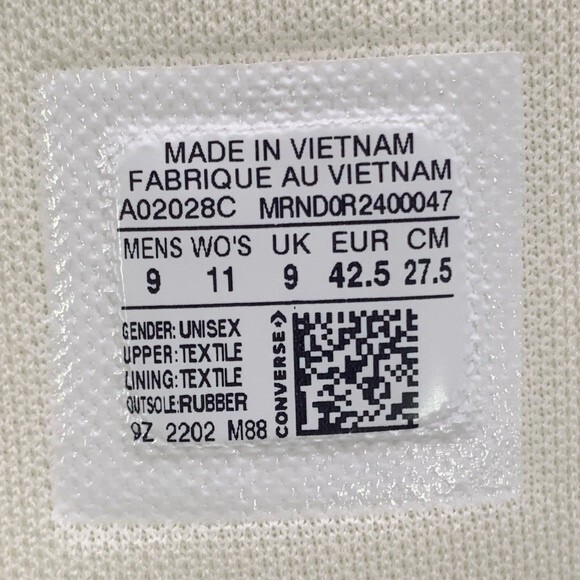 MADE IN VIETNAM
FABRIQUE AU VIETNAM
A02028C MRND0R2400047
MENS WO'S UK EUR CM
9 11 9 42.5 27.5
GENDER: UNISEX
UPPER: TEXTILE
LINING: TEXTILE
OUTSOLE:RUBBER
9Z 2202 M88
CONVERSE